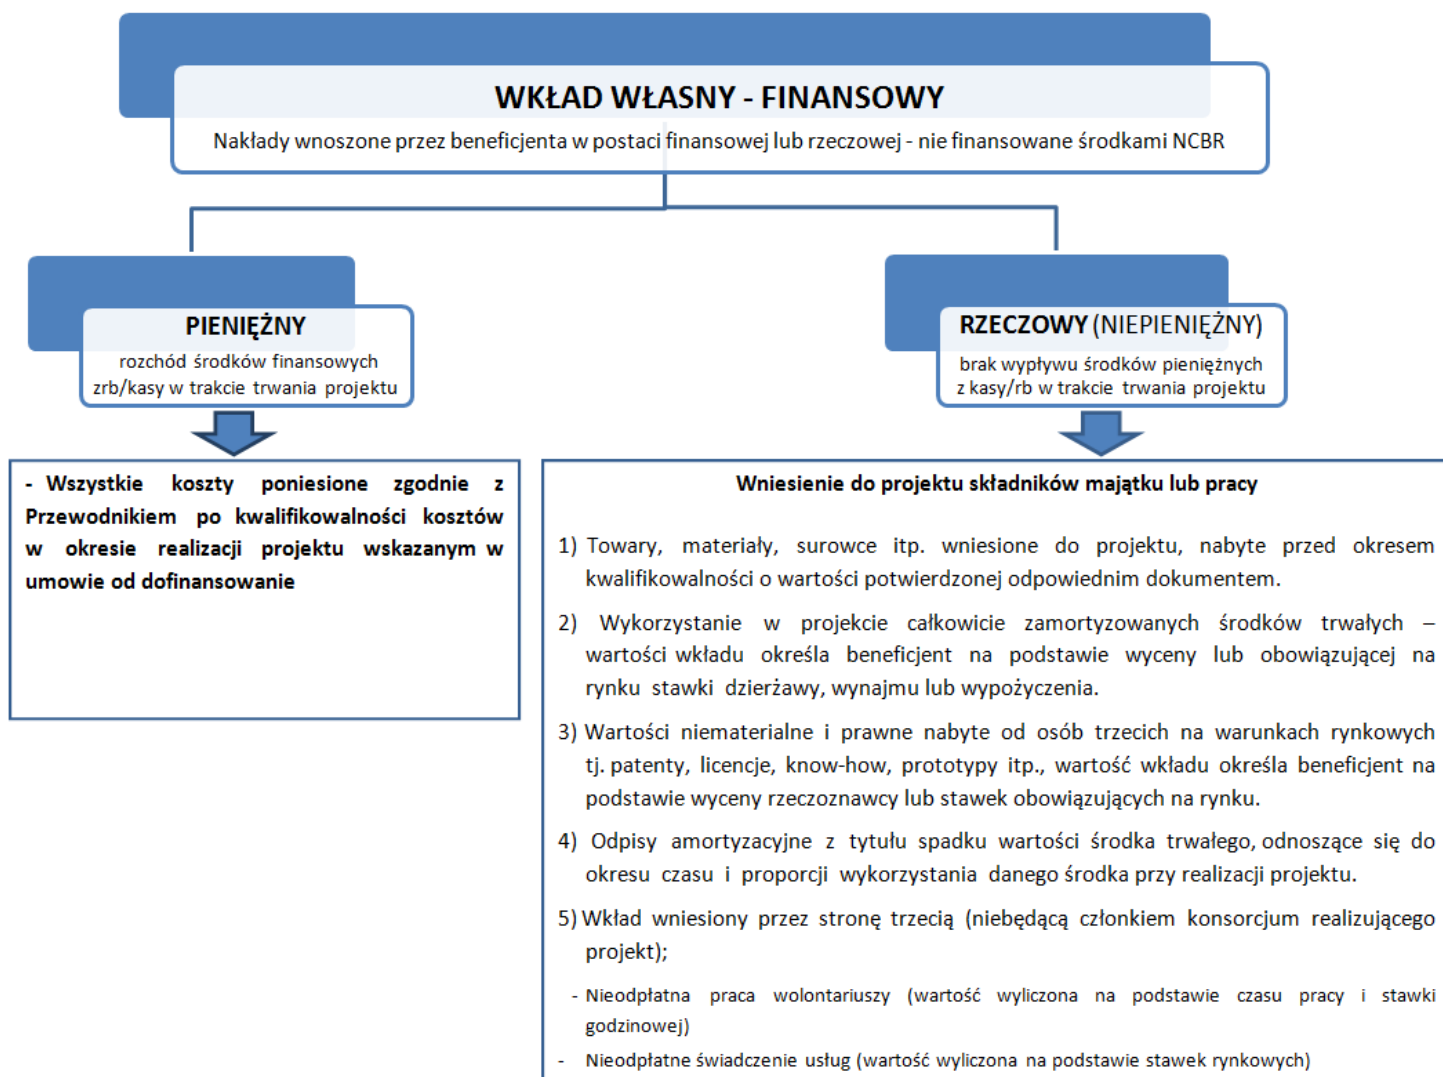 WKŁAD WŁASNY - FINANSOWY
Nakłady wnoszone przez beneficjenta w postaci finansowej lub rzeczowej - nie finansowane środkami NCBR
PIENIĘŻNY
rozchód środków finansowych
zrb/kasy w trakcie trwania projektu
RZECZOWY (NIEPIENIĘŻNY)
brak wypływu środków pieniężnych
z kasy/rb w trakcie trwania projektu
- Wszystkie koszty poniesione zgodnie z
Przewodnikiem po kwalifikowalności kosztów
w okresie realizacji projektu wskazanym w
umowie od dofinansowanie
Wniesienie do projektu składników majątku lub pracy
1) Towary, materiały, surowce itp. wniesione do projektu, nabyte przed okresem
kwalifikowalności o wartości potwierdzonej odpowiednim dokumentem.
2) Wykorzystanie w projekcie całkowicie zamortyzowanych środków trwałych –
wartości wkładu określa beneficjent na podstawie wyceny lub obowiązującej na
rynku stawki dzierżawy, wynajmu lub wypożyczenia.
3) Wartości niematerialne i prawne nabyte od osób trzecich na warunkach rynkowych
tj. patenty, licencje, know-how, prototypy itp., wartość wkładu określa beneficjent na
podstawie wyceny rzeczoznawcy lub stawek obowiązujących na rynku.
4) Odpisy amortyzacyjne z tytułu spadku wartości środka trwałego, odnoszące się do
okresu czasu i proporcji wykorzystania danego środka przy realizacji projektu.
5) Wkład wniesiony przez stronę trzecią (niebędącą członkiem konsorcjum realizującego
projekt);
- Nieodpłatna praca wolontariuszy (wartość wyliczona na podstawie czasu pracy i stawki
godzinowej)
- Nieodpłatne świadczenie usług (wartość wyliczona na podstawie stawek rynkowych)